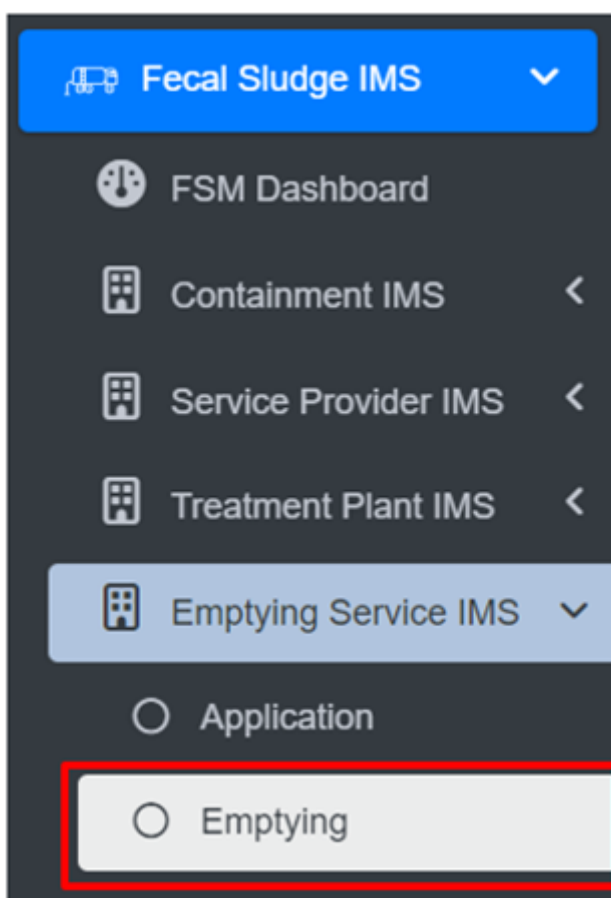 Fecal Sludge IMS
FSM Dashboard
Containment IMS
Service Provider IMS
Treatment Plant IMS
Emptying Service IMS
Application
Emptying